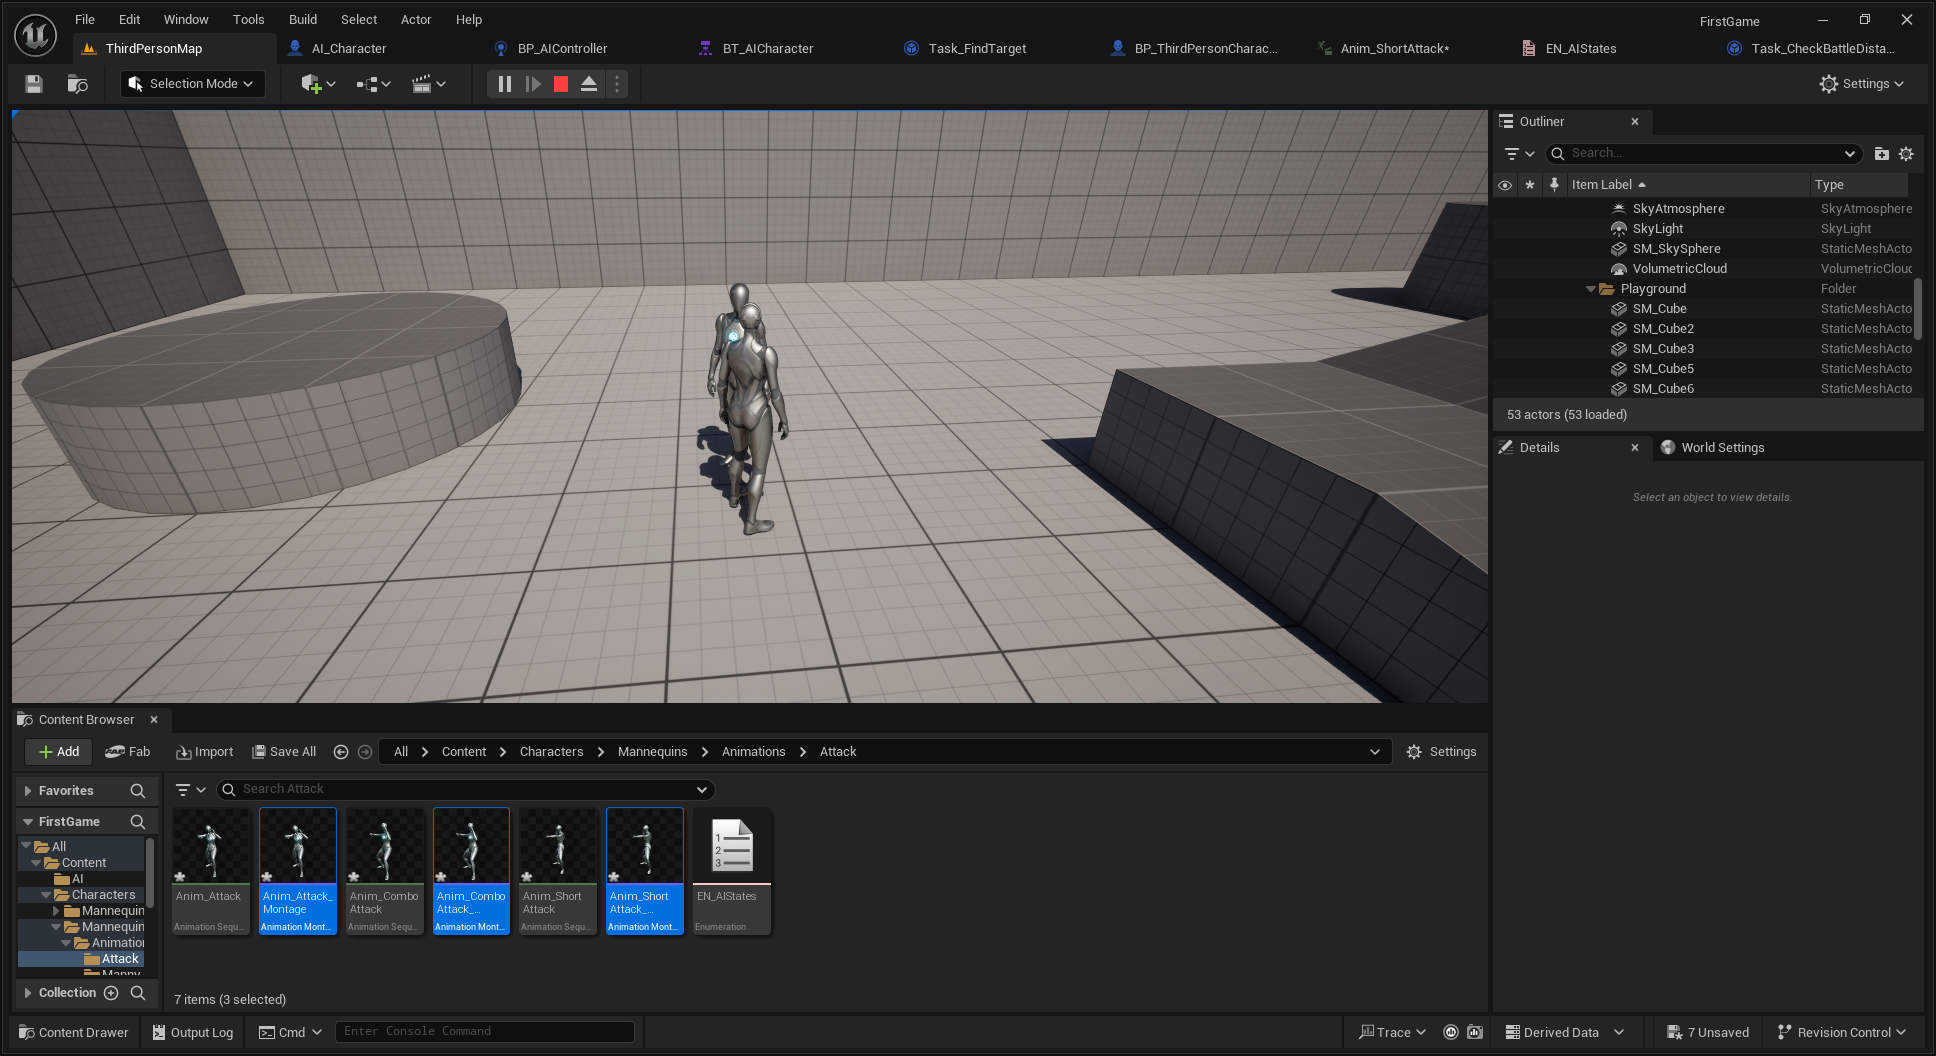 File Edit Window Tools Build Select Actor Help
FirstGame
ThirdPersonMap
AI_Character
BP_AIController
BT_AICharacter
Task_FindTarget
BP_ThirdPersonCharac...
Anim_ShortAttack*
EN_AIStates
Task_CheckBattleDista...
Selection Mode
Settings
Outliner
Search...
Item Label Type
SkyAtmosphere SkyAtmosphere
SkyLight SkyLight
SM_SkySphere StaticMeshActo
VolumetricCloud VolumetricClouc
Playground Folder
SM_Cube StaticMeshActo
SM_Cube2 StaticMeshActo
SM_Cube3 StaticMeshActo
SM_Cube5 StaticMeshActo
SM_Cube6 StaticMeshActo
53 actors (53 loaded)
Details
World Settings
Select an object to view details.
Content Browser
Add Fab Import Save All All Content Characters Mannequins Animations Attack Settings
Favorites
FirstGame
All
Content
AI
Characters
Mannequin
Mannequin
Animation
Attack
Manny
Collection
Search Attack
Anim_Attack
Animation Sequ...
Anim_Attack_
Montage
Animation Mont...
Anim_Combo
Attack
Animation Sequ...
Anim_Combo
Attack_...
Animation Mont...
Anim_Short
Attack
Animation Sequ...
Anim_Short
Attack_...
Animation Mont...
1
2
3
EN_AIStates
Enumeration
7 items (3 selected)
Content Drawer Output Log Cmd Enter Console Command Trace Derived Data 7 Unsaved Revision Control